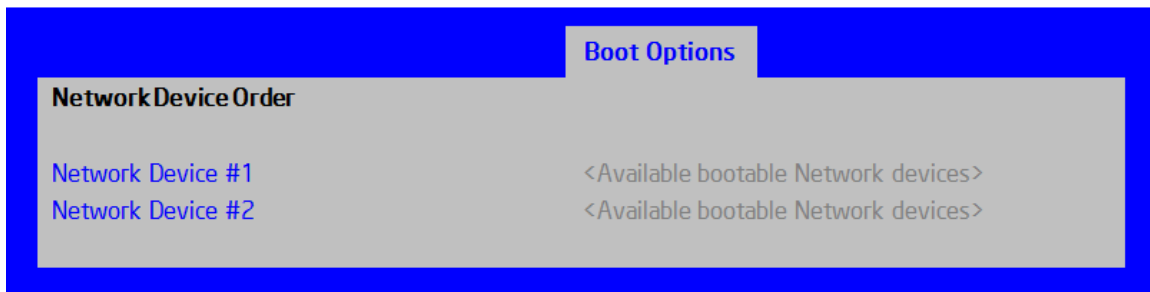 Boot Options
Network Device Order
Network Device #1 <Available bootable Network devices>
Network Device #2 <Available bootable Network devices>